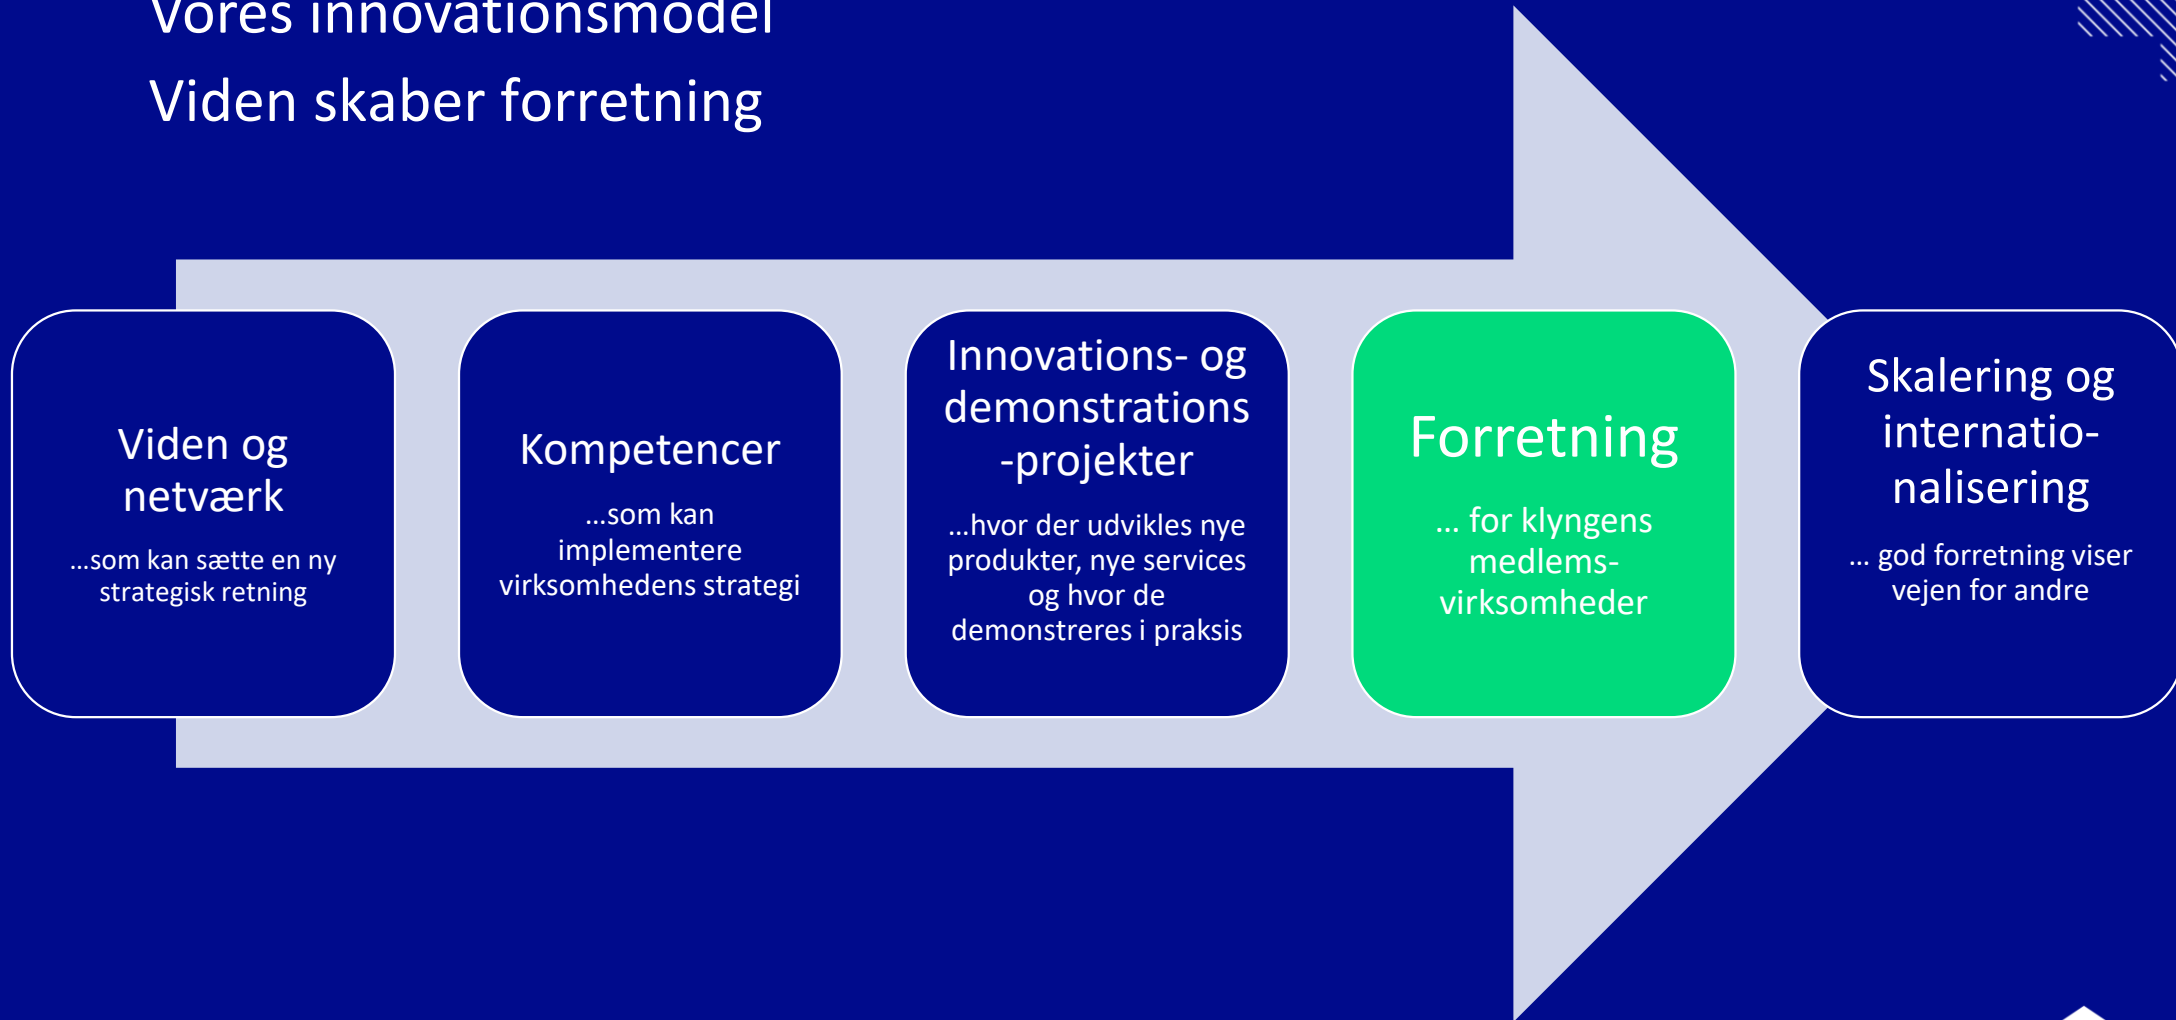 Vores innovationsmodel
Viden skaber forretning
Viden og
netværk
...som kan sætte en ny
strategisk retning
Kompetencer
...som kan
implementere
virksomhedens strategi
Innovations- og
demonstrations
-projekter
...hvor der udvikles nye
produkter, nye services
og hvor de
demonstreres i praksis
Forretning
... for klyngens
medlems-
virksomheder
Skalering og
internatio-
nalisering
... god forretning viser
vejen for andre